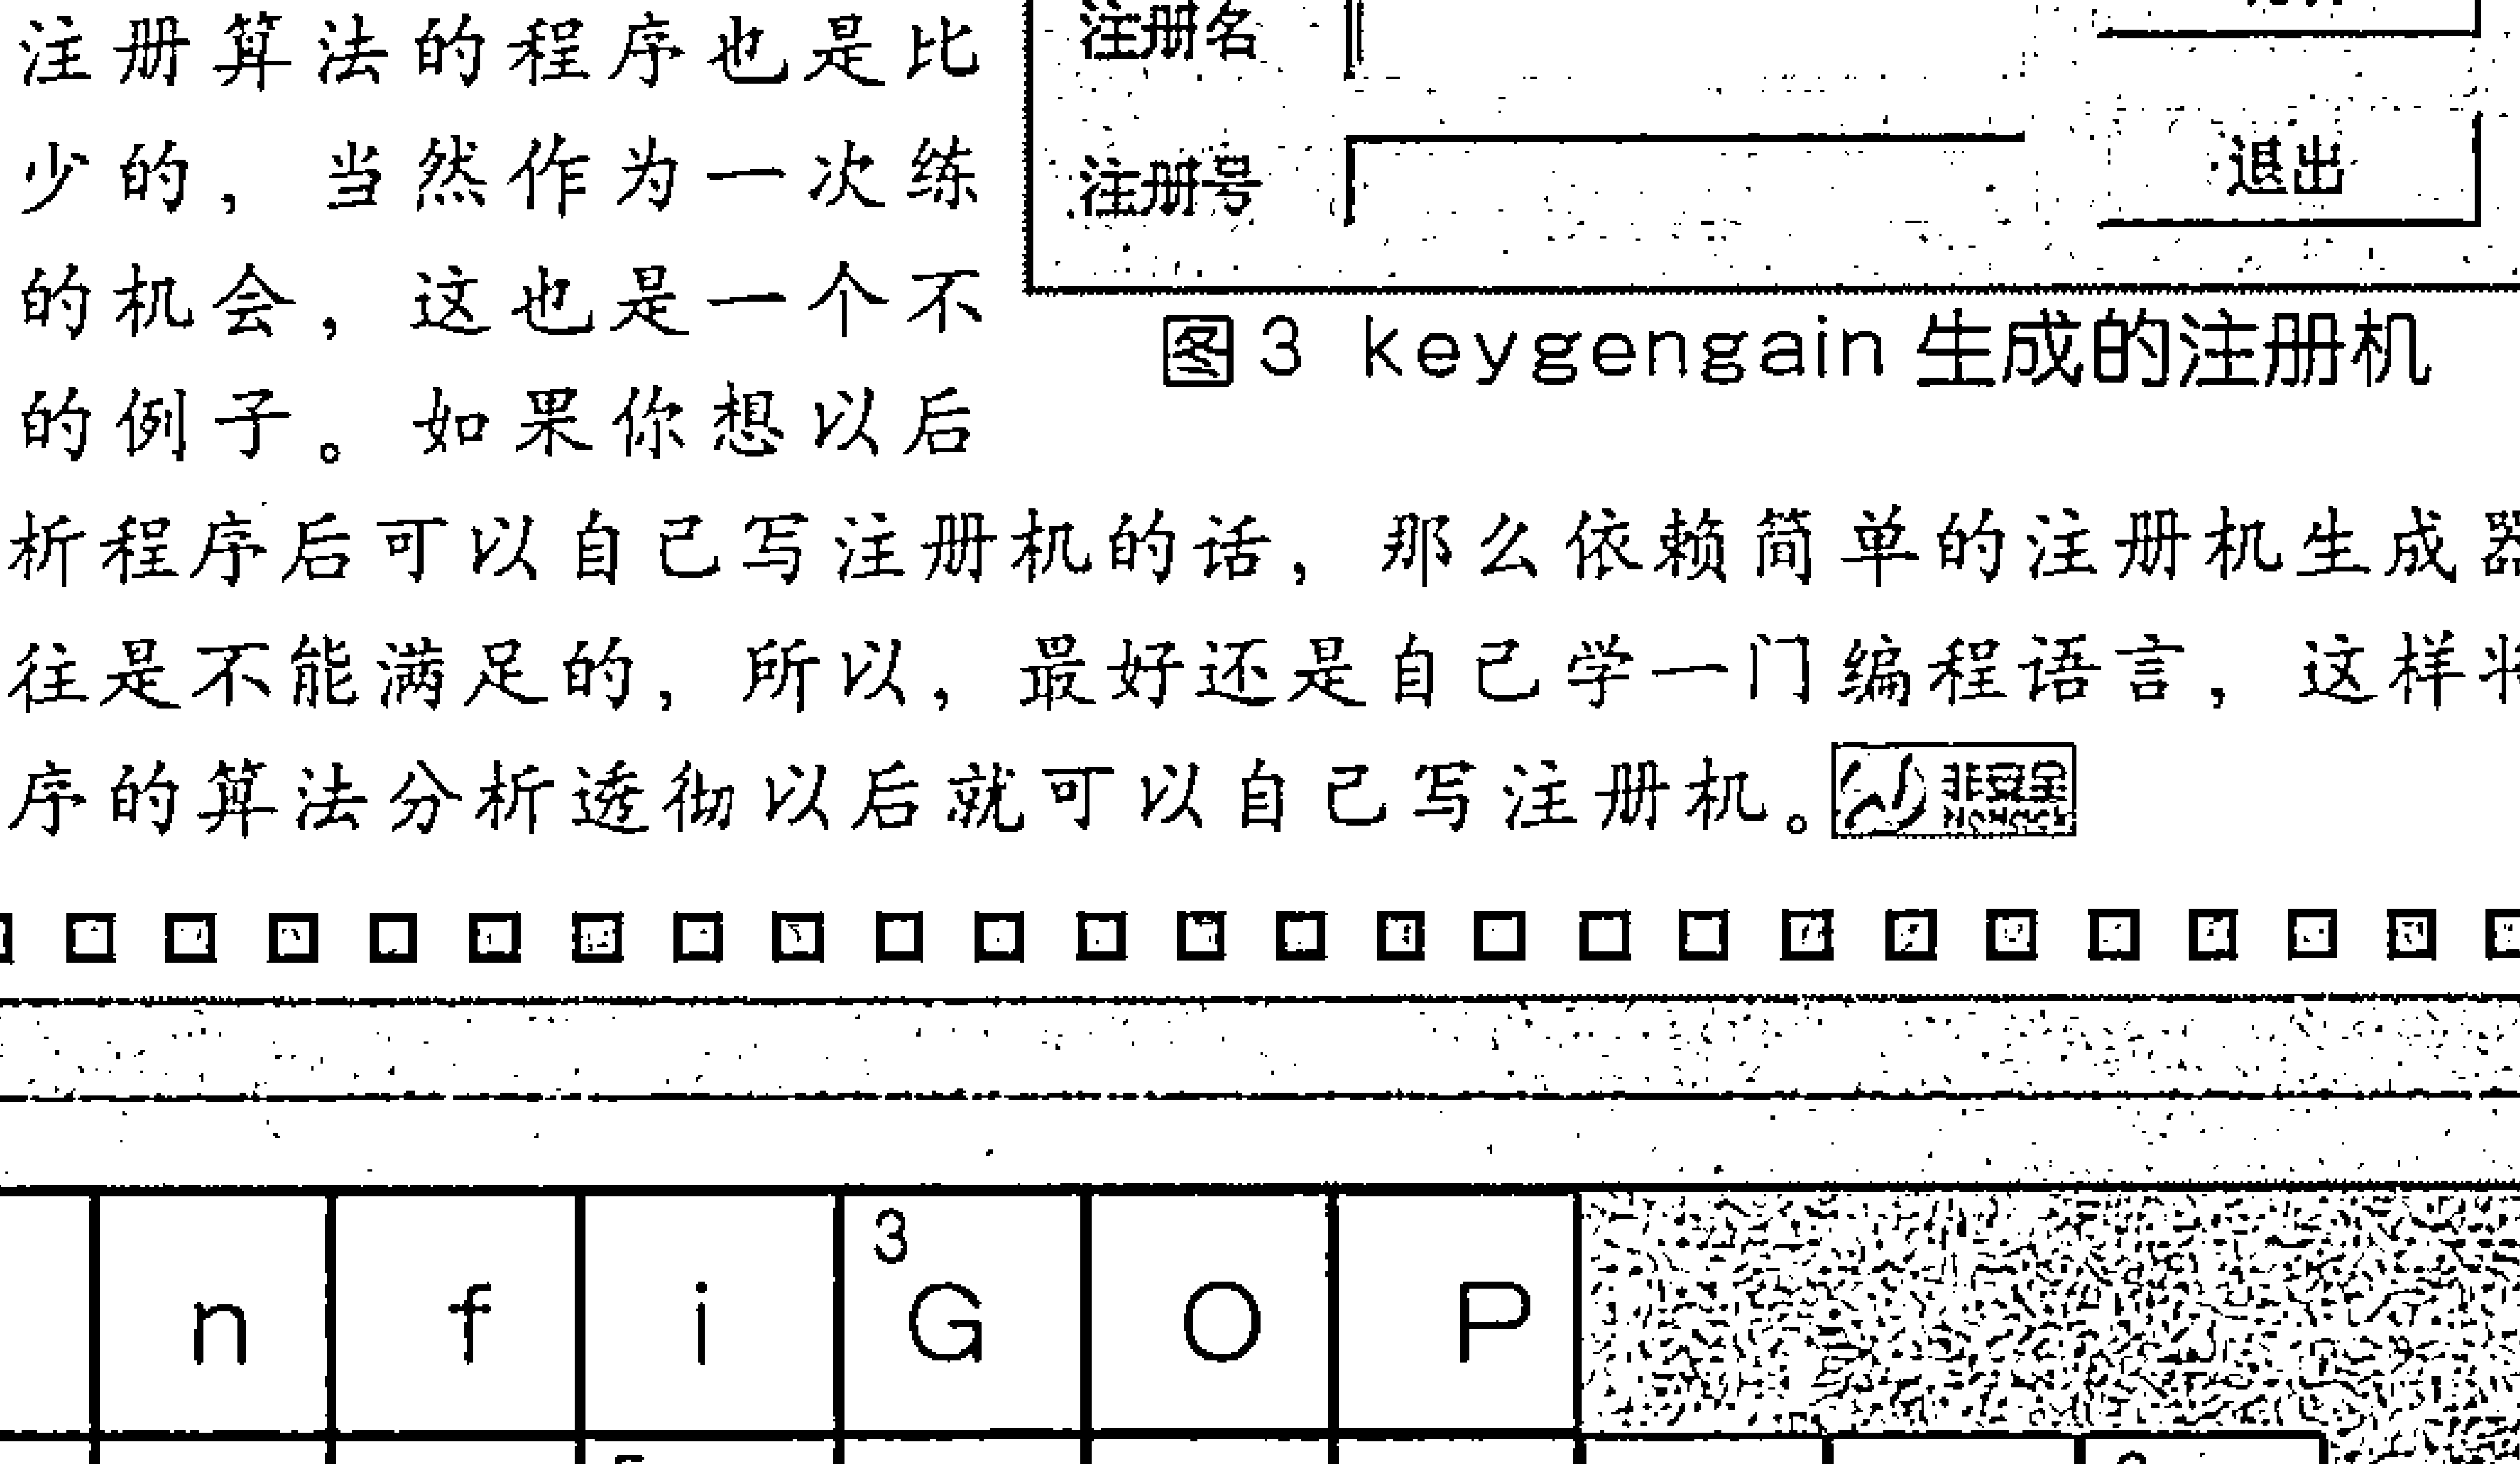 注册算法的程序也是比
少的，当然作为一次练
的机会，这也是一个不
的例子。如果你想以后
注册名
注册号
退出
图3 keygengain 生成的注册机
析程序后可以自己写注册机的话，那么依赖简单的注册机生成器
往是不能满足的，所以，最好还是自己学一门编程语言，这样将
序的算法分析透彻以后就可以自己写注册机。
非安全
n f i 3 G O P